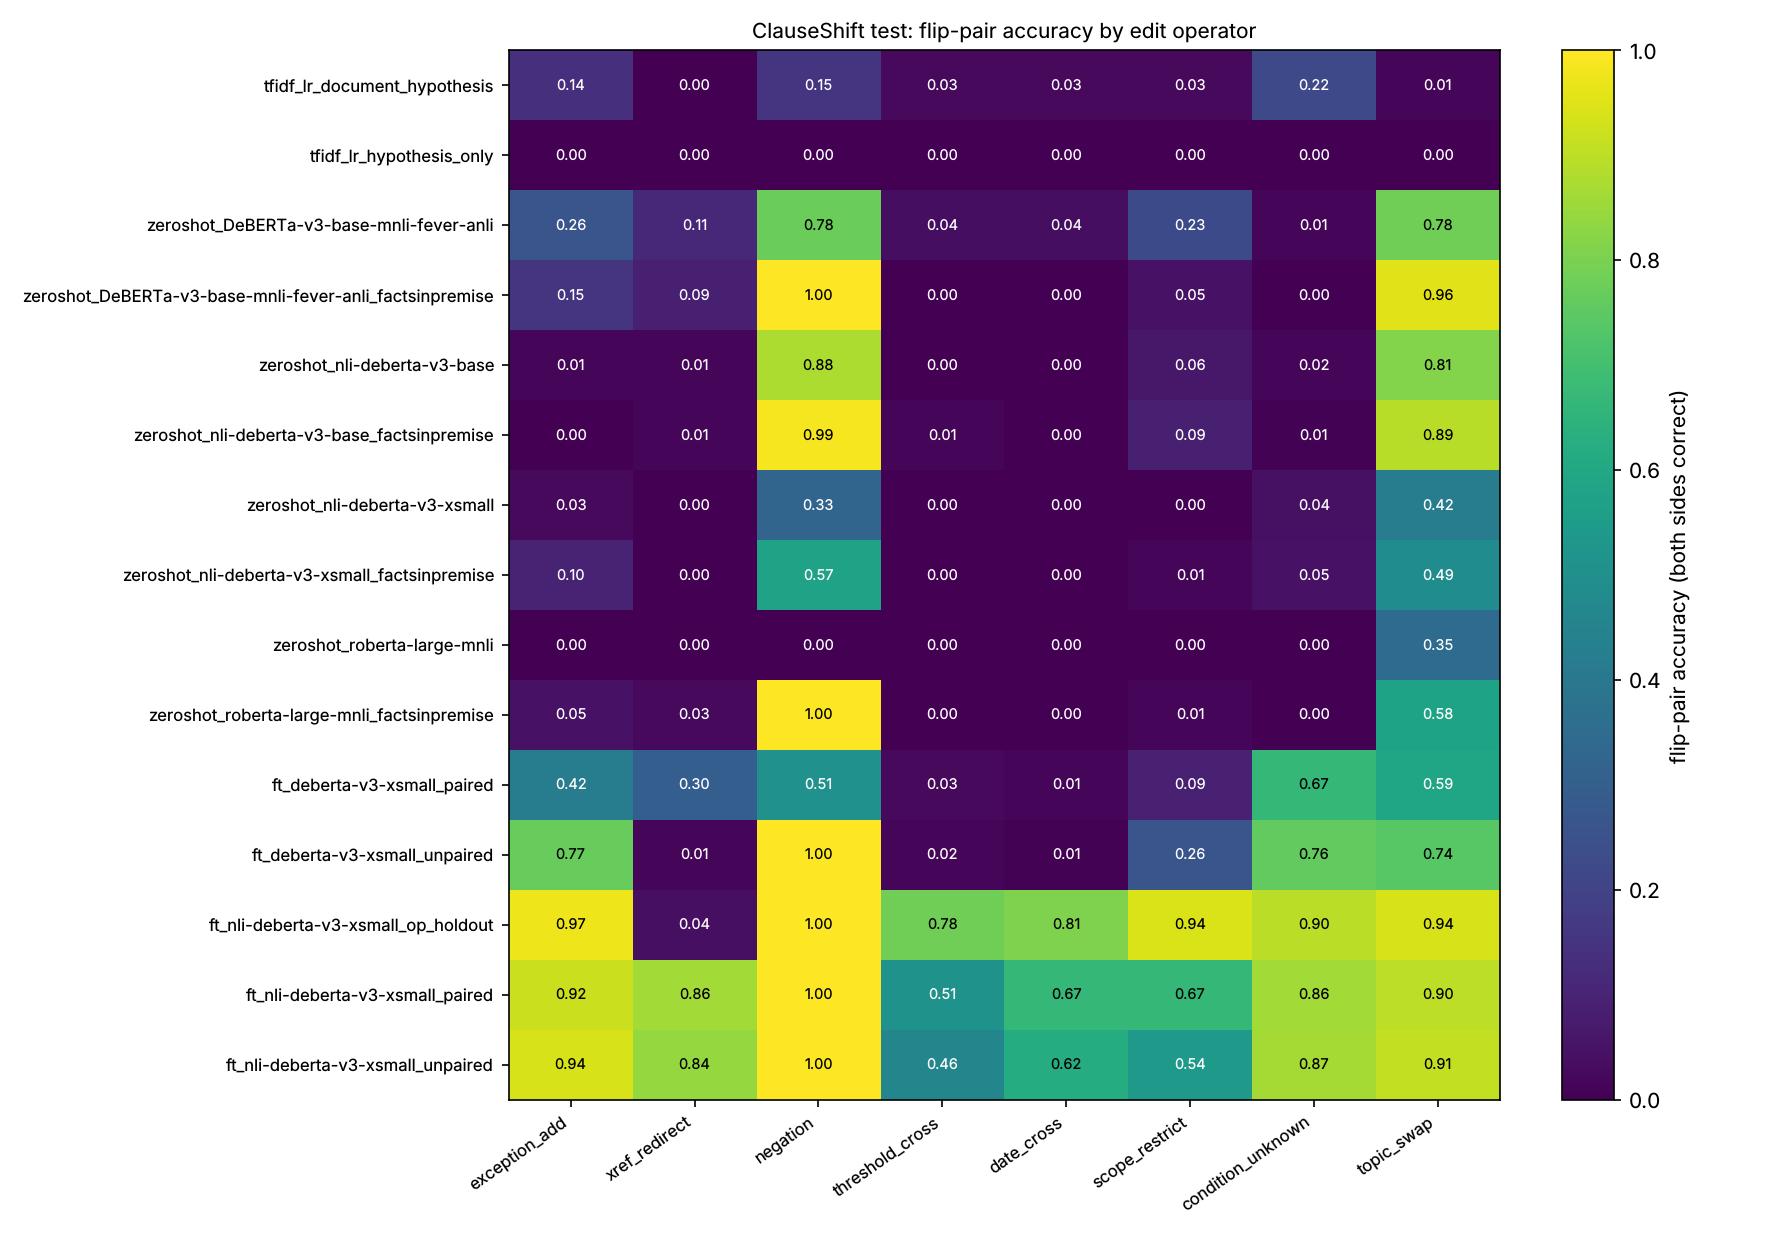 ClauseShift test: flip-pair accuracy by edit operator
tfidf_lr_document_hypothesis 0.14 0.00 0.15 0.03 0.03 0.03 0.22 0.01
tfidf_lr_hypothesis_only 0.00 0.00 0.00 0.00 0.00 0.00 0.00 0.00
zeroshot_DeBERTa-v3-base-mnli-fever-anli 0.26 0.11 0.78 0.04 0.04 0.23 0.01 0.78
zeroshot_DeBERTa-v3-base-mnli-fever-anli_factsinpremise 0.15 0.09 1.00 0.00 0.00 0.05 0.00 0.96
zeroshot_nli-deberta-v3-base 0.01 0.01 0.88 0.00 0.00 0.06 0.02 0.81
zeroshot_nli-deberta-v3-base_factsinpremise 0.00 0.01 0.99 0.01 0.00 0.09 0.01 0.89
zeroshot_nli-deberta-v3-xsmall 0.03 0.00 0.33 0.00 0.00 0.00 0.04 0.42
zeroshot_nli-deberta-v3-xsmall_factsinpremise 0.10 0.00 0.57 0.00 0.00 0.01 0.05 0.49
zeroshot_roberta-large-mnli 0.00 0.00 0.00 0.00 0.00 0.00 0.00 0.35
zeroshot_roberta-large-mnli_factsinpremise 0.05 0.03 1.00 0.00 0.00 0.01 0.00 0.58
ft_deberta-v3-xsmall_paired 0.42 0.30 0.51 0.03 0.01 0.09 0.67 0.59
ft_deberta-v3-xsmall_unpaired 0.77 0.01 1.00 0.02 0.01 0.26 0.76 0.74
ft_nli-deberta-v3-xsmall_op_holdout 0.97 0.04 1.00 0.78 0.81 0.94 0.90 0.94
ft_nli-deberta-v3-xsmall_paired 0.92 0.86 1.00 0.51 0.67 0.67 0.86 0.90
ft_nli-deberta-v3-xsmall_unpaired 0.94 0.84 1.00 0.46 0.62 0.54 0.87 0.91
exception_add xref_redirect negation threshold_cross date_cross scope_restrict condition_unknown topic_swap
1.0
0.8
0.6
0.4
0.2
0.0
flip-pair accuracy (both sides correct)